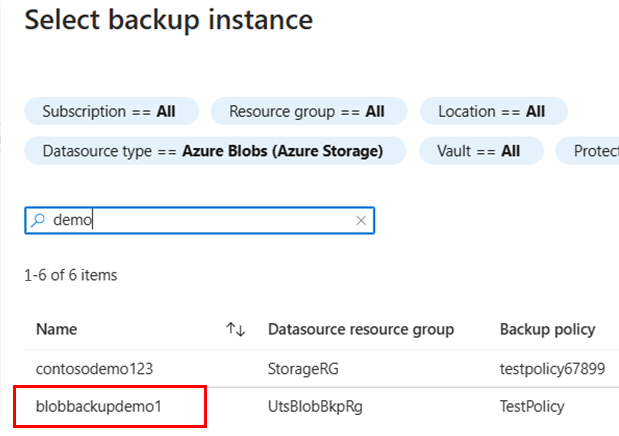 Select backup instance
Subscription == All Resource group == All Location == All
Datasource type == Azure Blobs (Azure Storage) Vault == All Protec
demo
1-6 of 6 items
Name Datasource resource group Backup policy
contosodemo123 StorageRG testpolicy67899
blobbackupdemo1 UtsBlobBkpRg TestPolicy